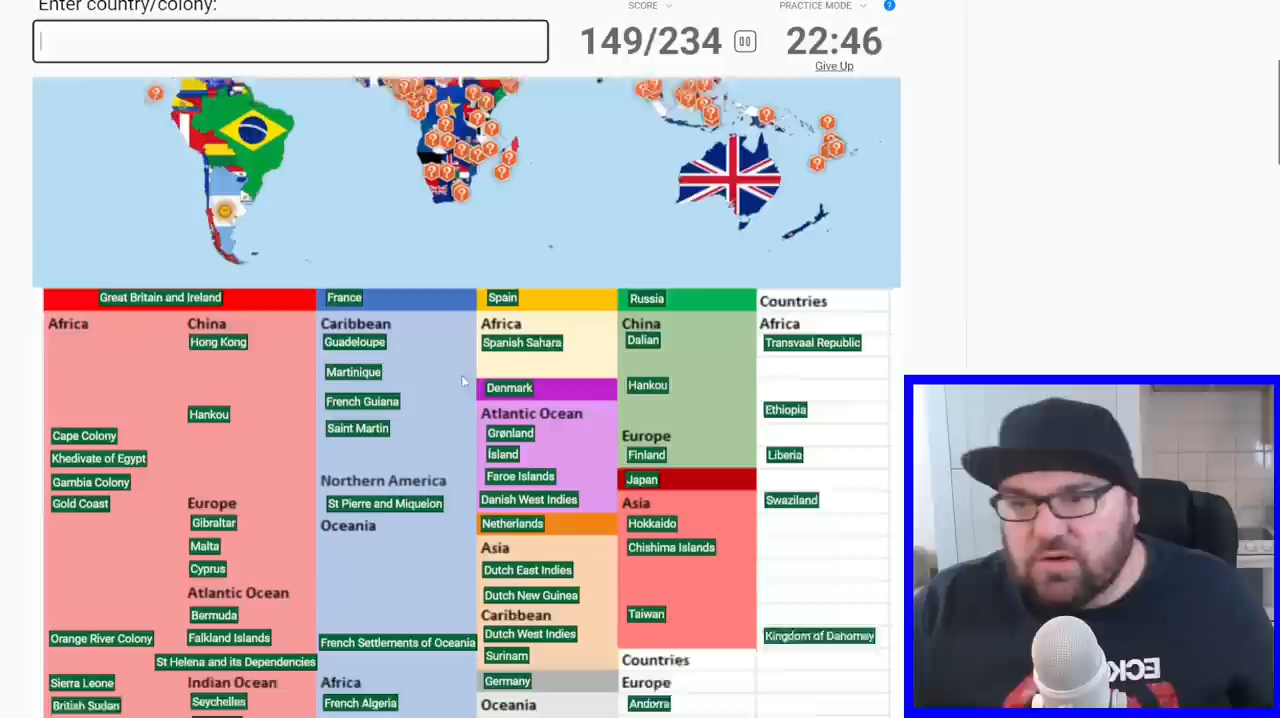 Enter country/colony:
SCORE
PRACTICE MODE
?
149/234
22:46
Give Up
Great Britain and Ireland
France
Spain
Russia
Countries
Africa
China
Caribbean
Africa
China
Africa
Hong Kong
Guadeloupe
Spanish Sahara
Dalian
Transvaal Republic
Martinique
Denmark
Hankou
French Guiana
Atlantic Ocean
Ethiopia
Hankou
Saint Martin
Grønland
Cape Colony
Europe
Khedivate of Egypt
Ísland
Finland
Liberia
Gambia Colony
Northern America
Faroe Islands
Japan
Gold Coast
Europe
St Pierre and Miquelon
Danish West Indies
Asia
Swaziland
Gibraltar
Oceania
Netherlands
Hokkaido
Malta
Asia
Chishima Islands
Cyprus
Dutch East Indies
Atlantic Ocean
Dutch New Guinea
Bermuda
Caribbean
Taiwan
Orange River Colony
Falkland Islands
French Settlements of Oceania
Dutch West Indies
Kingdom of Dahomey
St Helena and its Dependencies
Surinam
Countries
Sierra Leone
Indian Ocean
Africa
Germany
Europe
British Sudan
Seychelles
French Algeria
Oceania
Andorra
ECKO